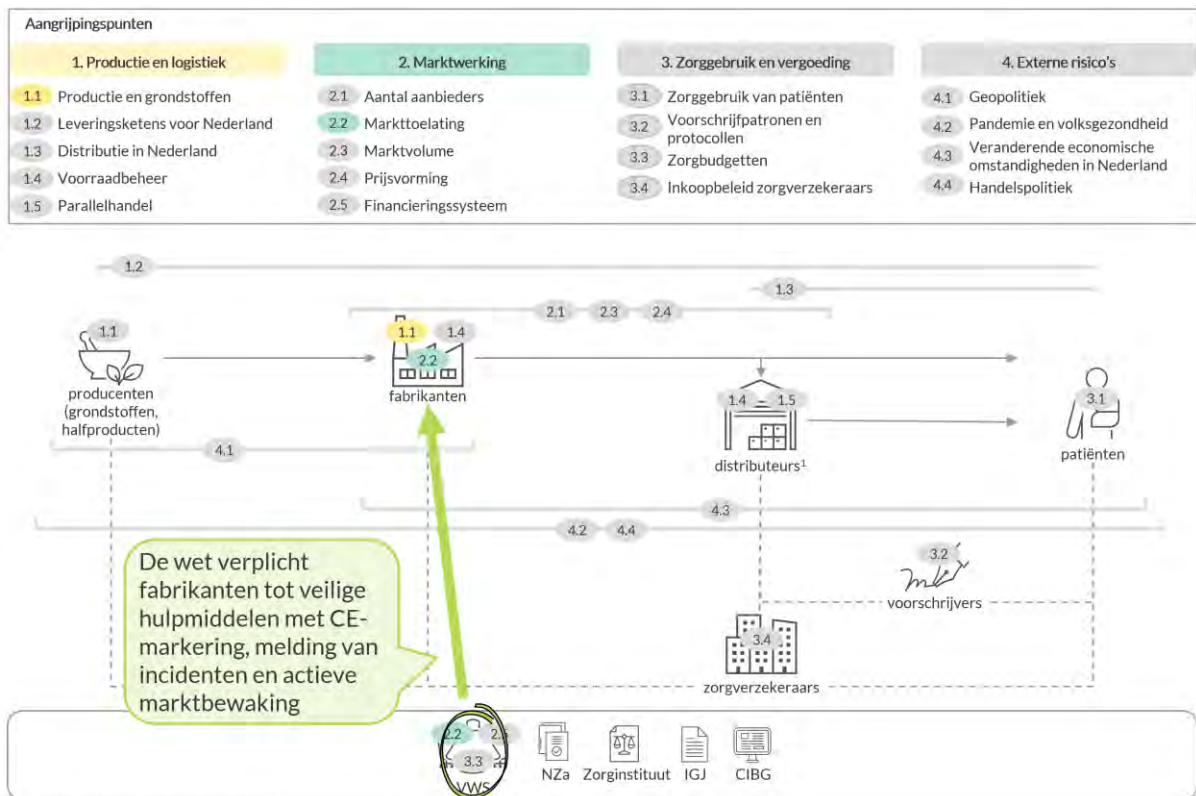 Aangrijpingspunten
1. Productie en logistiek
1.1 Productie en grondstoffen
1.2 Leveringsketens voor Nederland
1.3 Distributie in Nederland
1.4 Voorraadbeheer
1.5 Parallelhandel
2. Marktwerking
2.1 Aantal aanbieders
2.2 Markttoelating
2.3 Marktvolume
2.4 Prijsvorming
2.5 Financieringssysteem
3. Zorggebruik en vergoeding
3.1 Zorggebruik van patiënten
3.2 Voorschrijfpatronen en
protocollen
3.3 Zorgbudgetten
3.4 Inkoopbeleid zorgverzekeraars
4. Externe risico's
4.1 Geopolitiek
4.2 Pandemie en volksgezondheid
4.3 Veranderende economische
omstandigheden in Nederland
4.4 Handelspolitiek
1.2
1.3
2.1 2.3 2.4
1.1
producenten
(grondstoffen,
halfproducten)
1.1 1.4
2.2
fabrikanten
1.4 1.5
distributeurs¹
3.1
patiënten
4.1
4.3
4.2 4.4
De wet verplicht
fabrikanten tot veilige
hulpmiddelen met CE-
markering, melding van
incidenten en actieve
marktbewaking
3.2
voorschrijvers
3.4
zorgverzekeraars
2.2
3.3
VWS
NZa
Zorginstituut
IGJ
CIBG